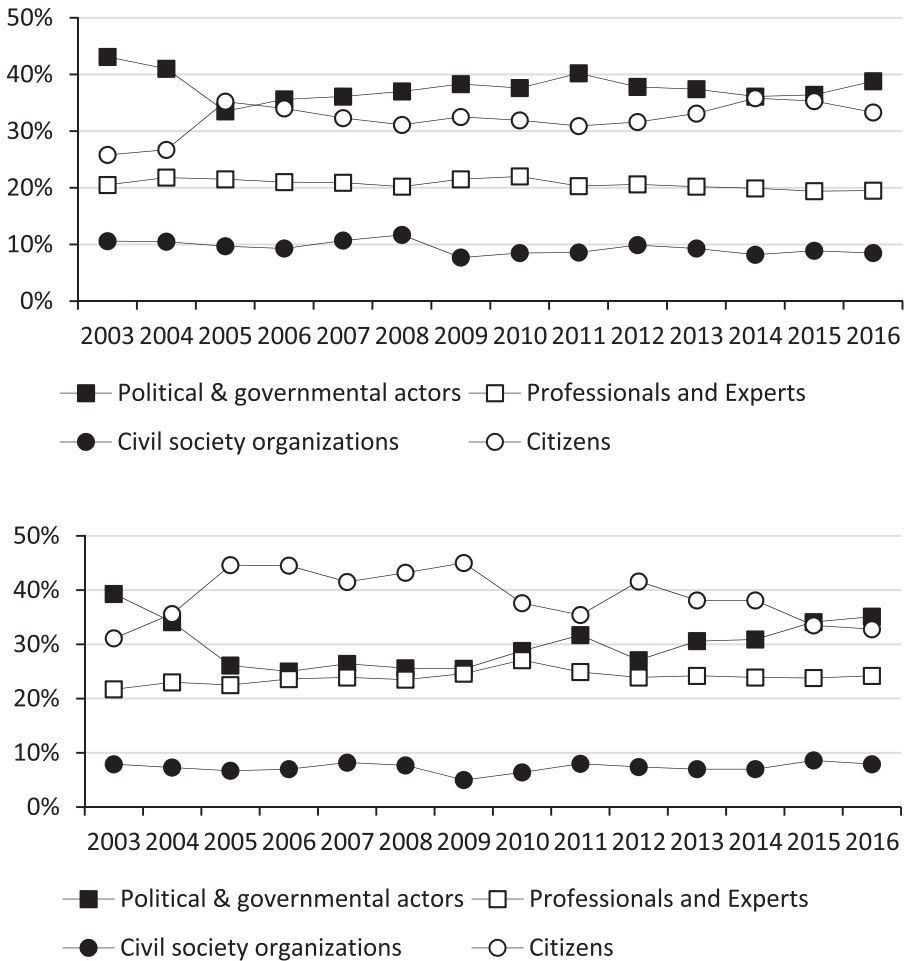 50%
40%
30%
20%
10%
0%
2003 2004 2005 2006 2007 2008 2009 2010 2011 2012 2013 2014 2015 2016
Political & governmental actors Professionals and Experts
Civil society organizations Citizens
50%
40%
30%
20%
10%
0%
2003 2004 2005 2006 2007 2008 2009 2010 2011 2012 2013 2014 2015 2016
Political & governmental actors Professionals and Experts
Civil society organizations Citizens